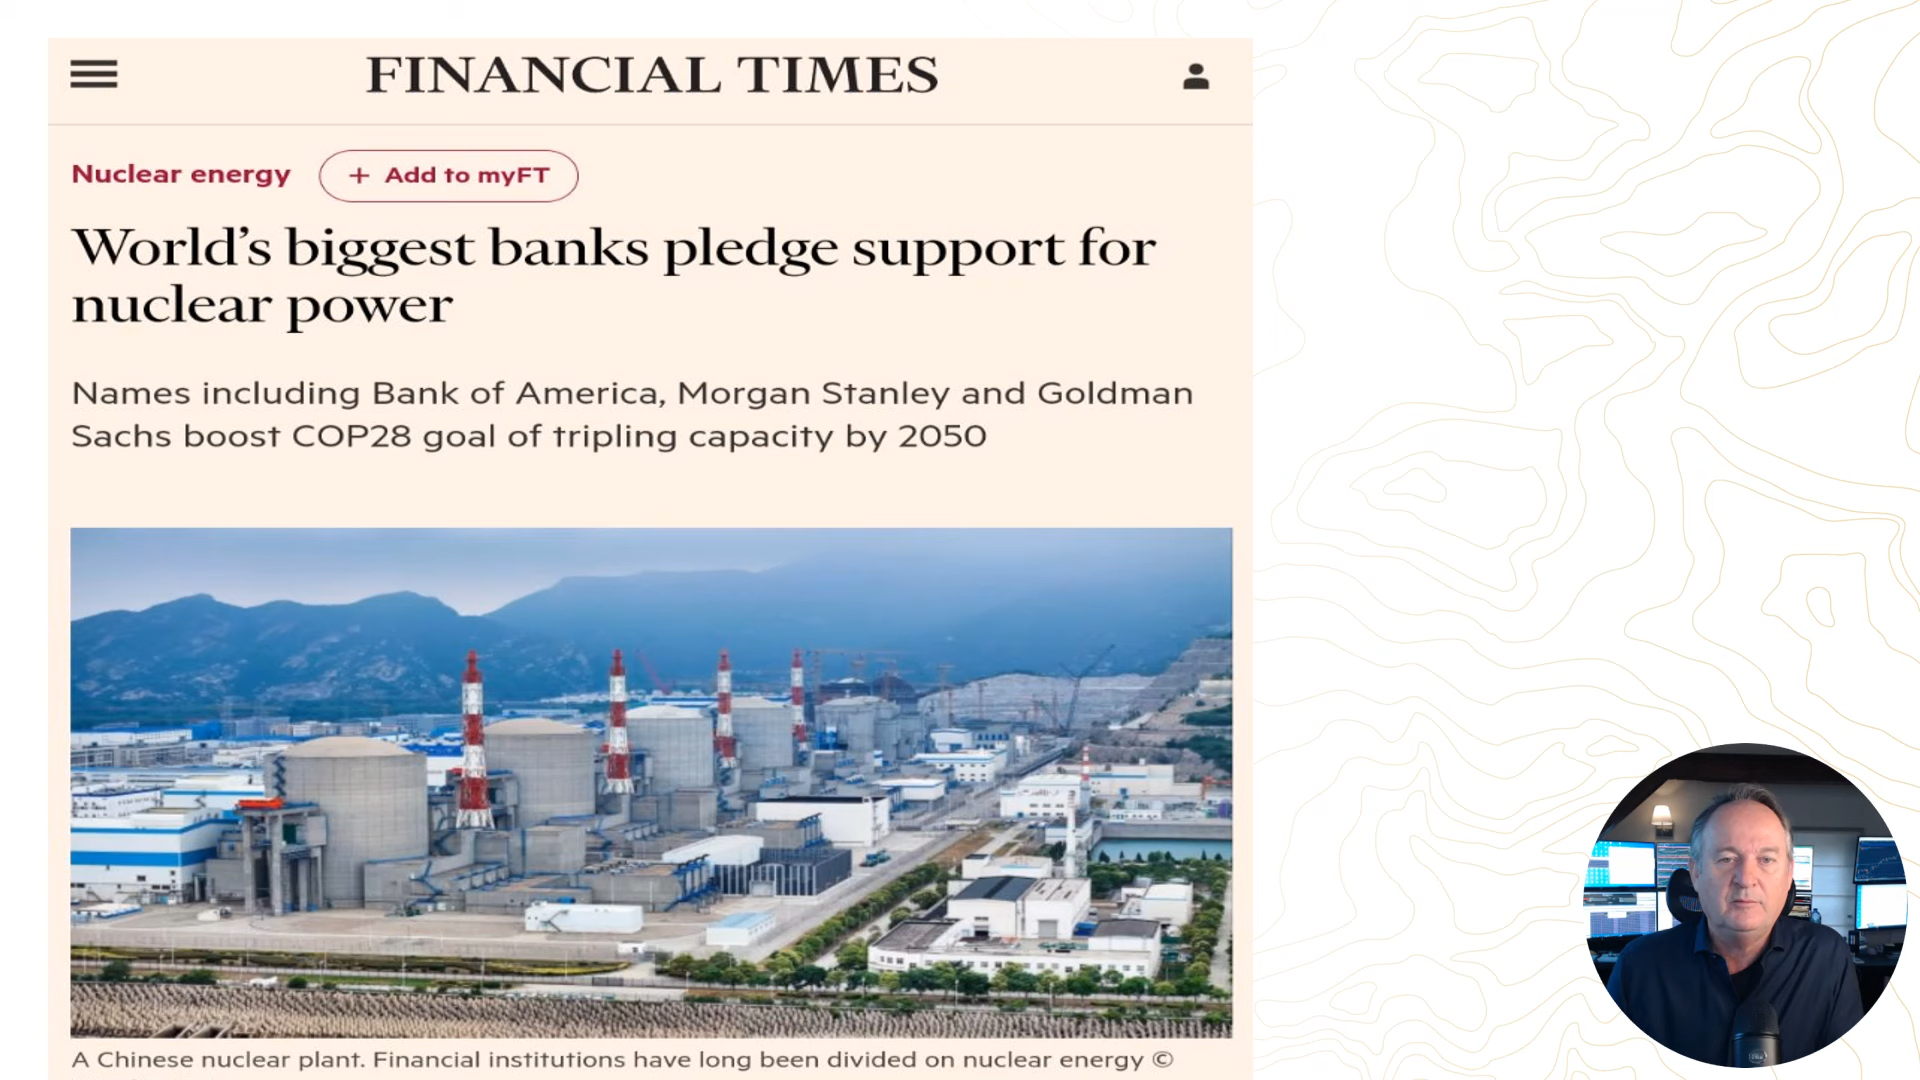 FINANCIAL TIMES
Nuclear energy
+ Add to myFT
World's biggest banks pledge support for
nuclear power
Names including Bank of America, Morgan Stanley and Goldman
Sachs boost COP28 goal of tripling capacity by 2050
A Chinese nuclear plant. Financial institutions have long been divided on nuclear energy ©